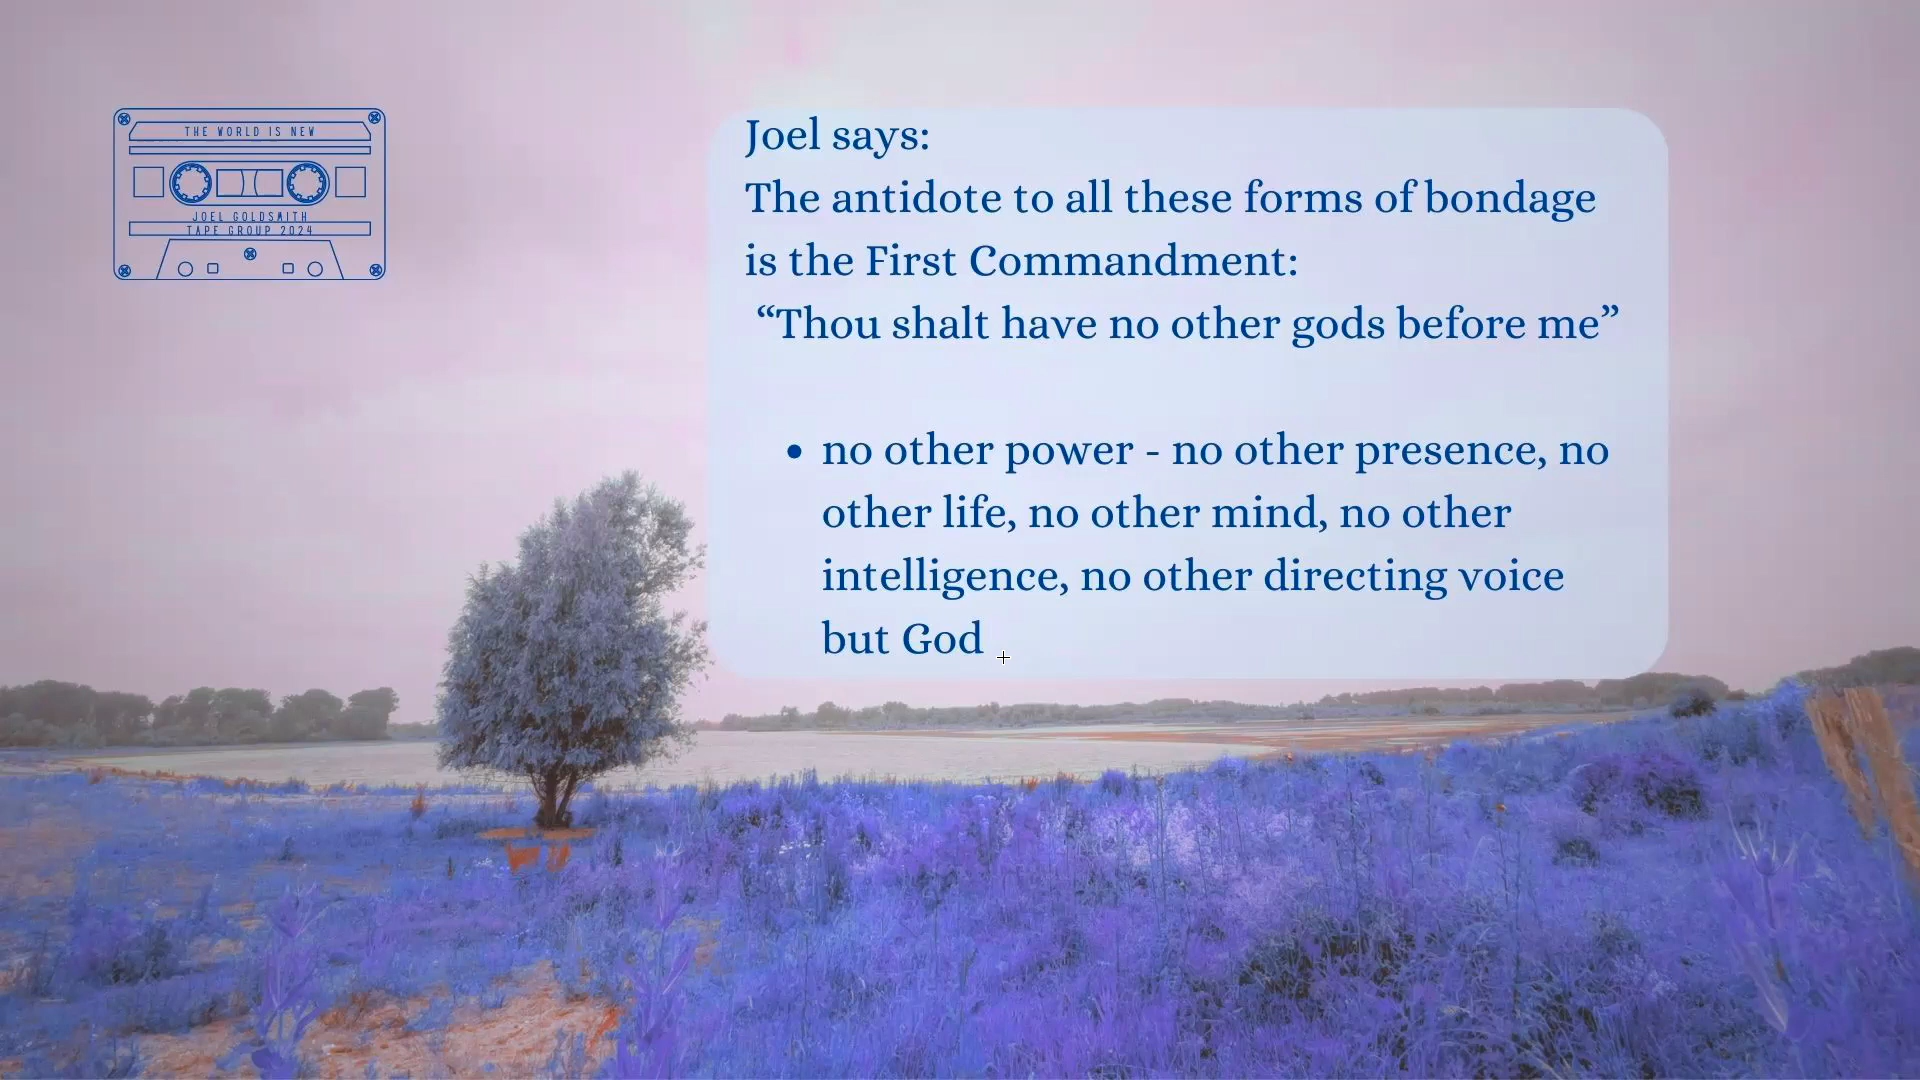 THE WORLD IS NEW
JOEL GOLDSMITH
TAPE GROUP 2024
Joel says:
The antidote to all these forms of bondage
is the First Commandment:
“Thou shalt have no other gods before me”
• no other power - no other presence, no
other life, no other mind, no other
intelligence, no other directing voice
but God